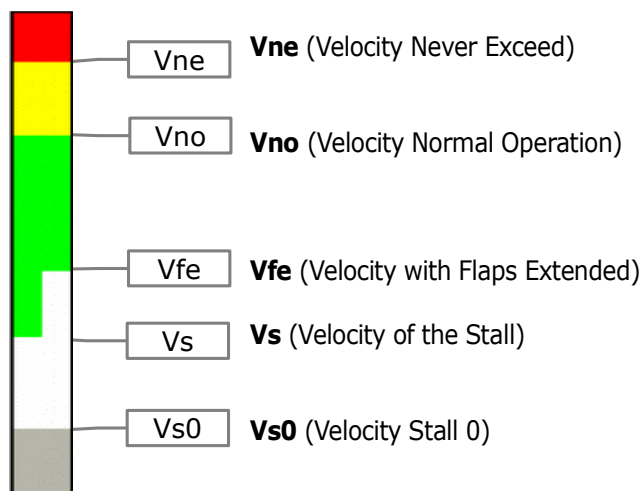 Vne
Vne (Velocity Never Exceed)
Vno
Vno (Velocity Normal Operation)
Vfe
Vfe (Velocity with Flaps Extended)
Vs
Vs (Velocity of the Stall)
Vs0
Vs0 (Velocity Stall 0)